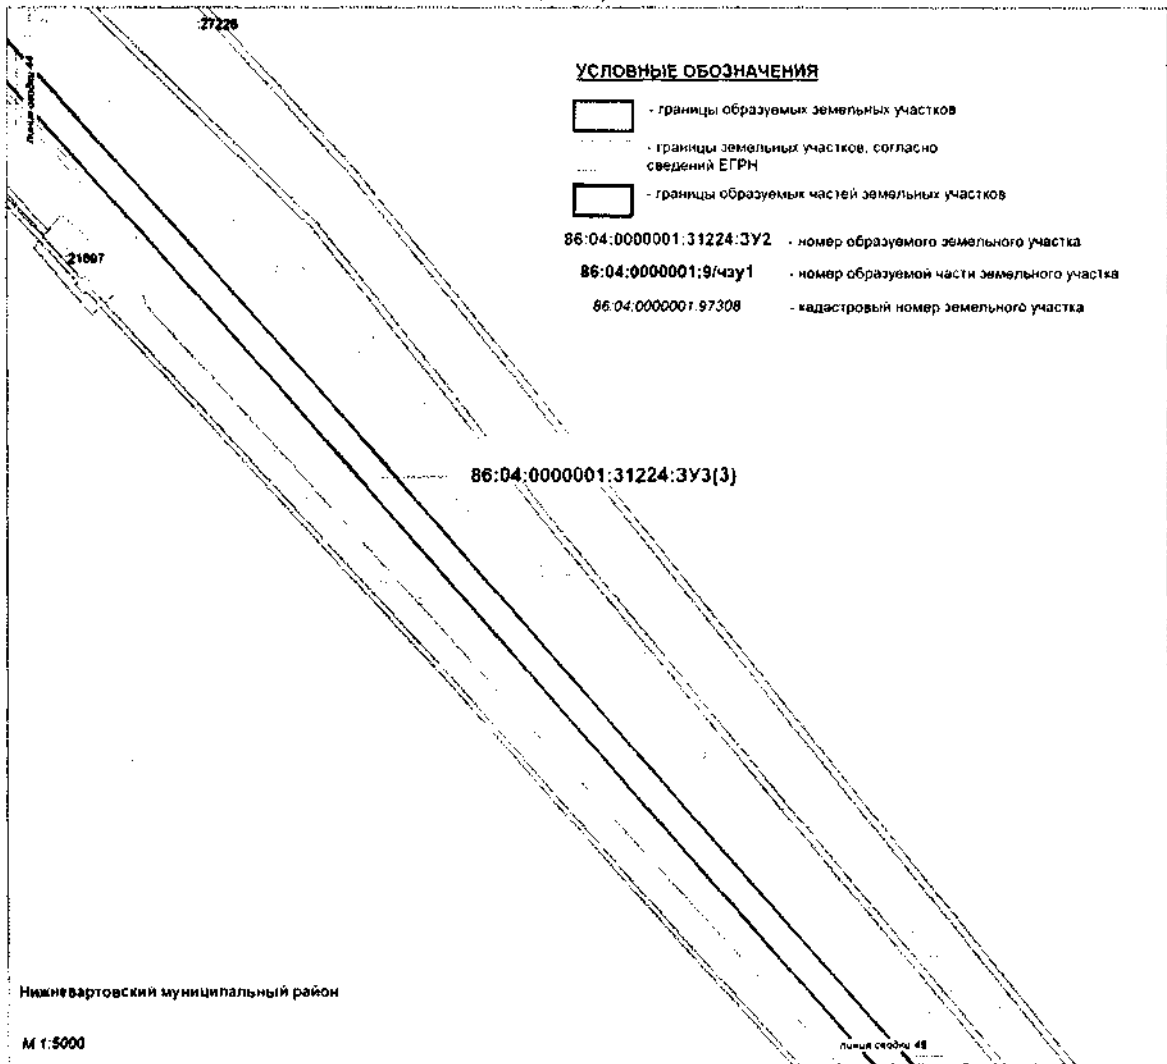 :27226
УСЛОВНЫЕ ОБОЗНАЧЕНИЯ
- границы образуемых земельных участков
- границы земельных участков, согласно
сведений ЕГРН
- границы образуемых частей земельных участков
86:04:0000001:31224:ЗУ2 - номер образуемого земельного участка
86:04:0000001:9/чзу1 - номер образуемой части земельного участка
86:04:0000001:97308 - кадастровый номер земельного участка
линия сводки 44
:21697
86:04:0000001:31224:ЗУ3(3)
Нижневартовский муниципальный район
М 1:5000
линия сводки